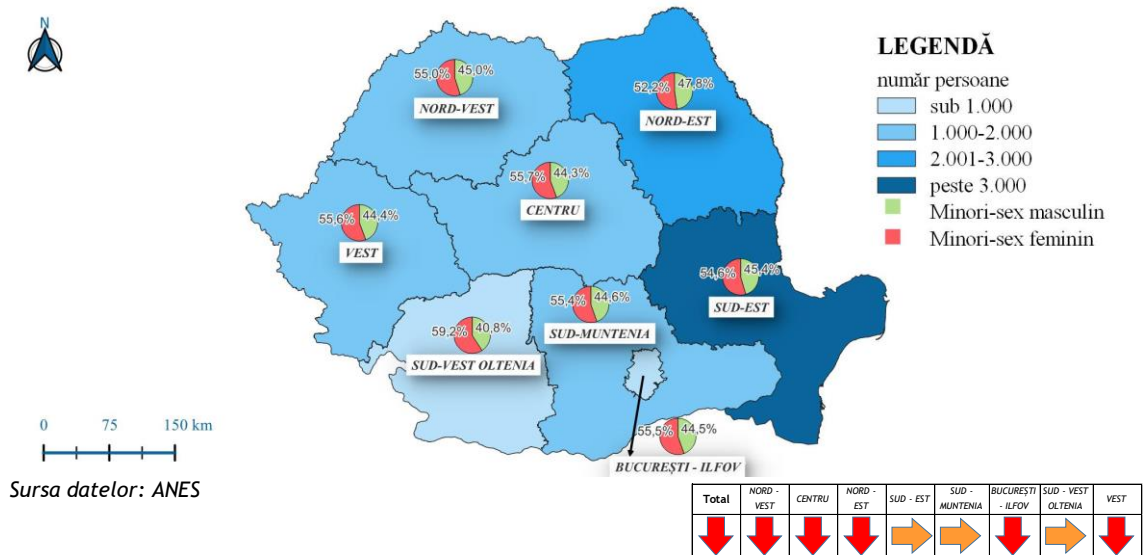 N
LEGENDĂ
număr persoane
sub 1.000
1.000-2.000
2.001-3.000
peste 3.000
Minori-sex masculin
Minori-sex feminin
55,0% 45,0%
NORD-VEST
52,2% 47,8%
NORD-EST
55,7% 44,3%
CENTRU
55,6% 44,4%
VEST
54,6% 45,4%
SUD-EST
55,4% 44,6%
SUD-MUNTENIA
59,2% 40,8%
SUD-VEST OLTENIA
55,5% 44,5%
BUCUREȘTI - ILFOV
0 75 150 km
Sursa datelor: ANES
Total
NORD -
VEST
CENTRU
NORD -
EST
SUD - EST
SUD -
MUNTENIA
BUCUREȘTI
- ILFOV
SUD - VEST
OLTENIA
VEST